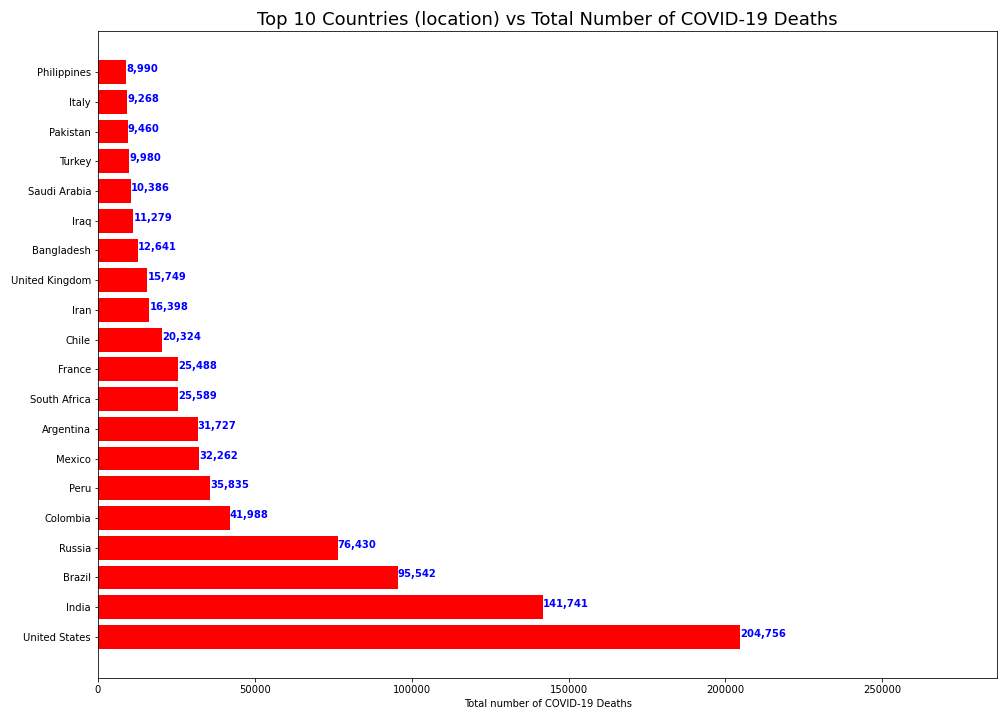 Top 10 Countries (location) vs Total Number of COVID-19 Deaths
Philippines 8,990
Italy 9,268
Pakistan 9,460
Turkey 9,980
Saudi Arabia 10,386
Iraq 11,279
Bangladesh 12,641
United Kingdom 15,749
Iran 16,398
Chile 20,324
France 25,488
South Africa 25,589
Argentina 31,727
Mexico 32,262
Peru 35,835
Colombia 41,988
Russia 76,430
Brazil 95,542
India 141,741
United States 204,756
0 50000 100000 150000 200000 250000
Total number of COVID-19 Deaths